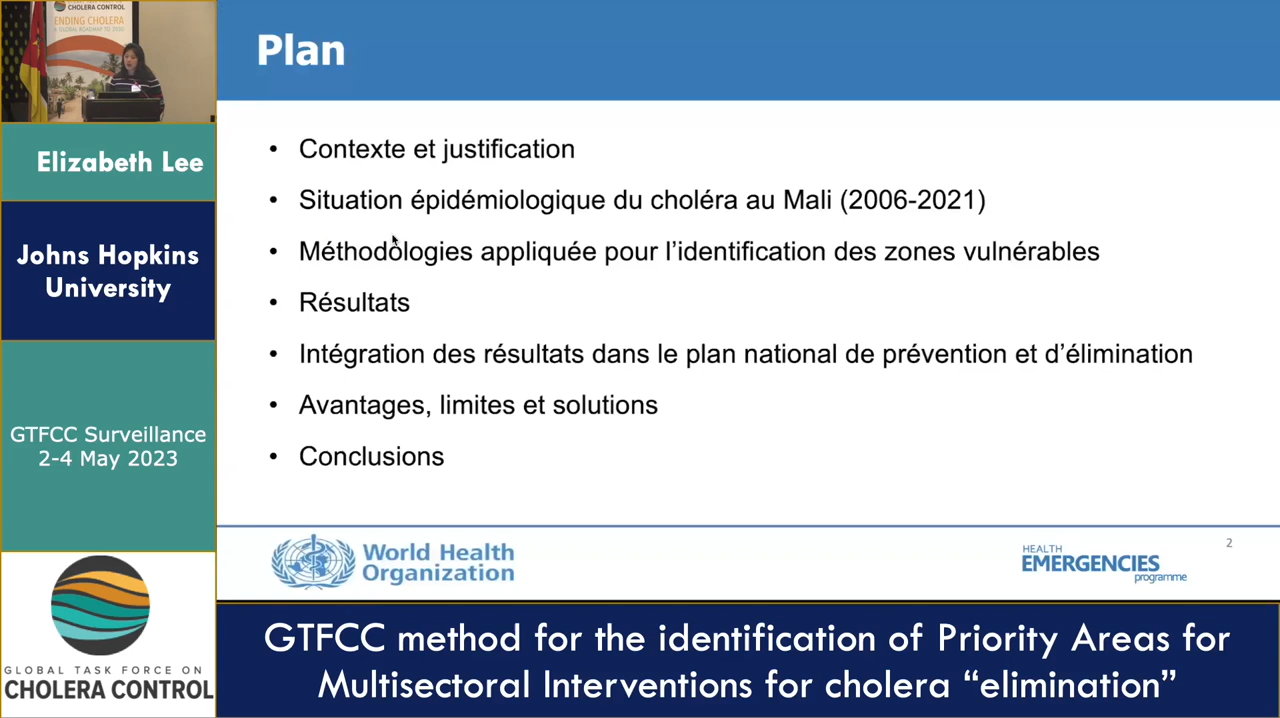 CHOLERA CONTROL
ENDING CHOLERA
A GLOBAL ROADMAP TO 2030
Elizabeth Lee
Johns Hopkins
University
GTFCC Surveillance
2-4 May 2023
GLOBAL TASK FORCE ON
CHOLERA CONTROL
Plan
• Contexte et justification
• Situation épidémiologique du choléra au Mali (2006-2021)
• Méthodologies appliquée pour l’identification des zones vulnérables
• Résultats
• Intégration des résultats dans le plan national de prévention et d’élimination
• Avantages, limites et solutions
• Conclusions
World Health
Organization
HEALTH
EMERGENCIES
programme
2
GTFCC method for the identification of Priority Areas for
Multisectoral Interventions for cholera “elimination”